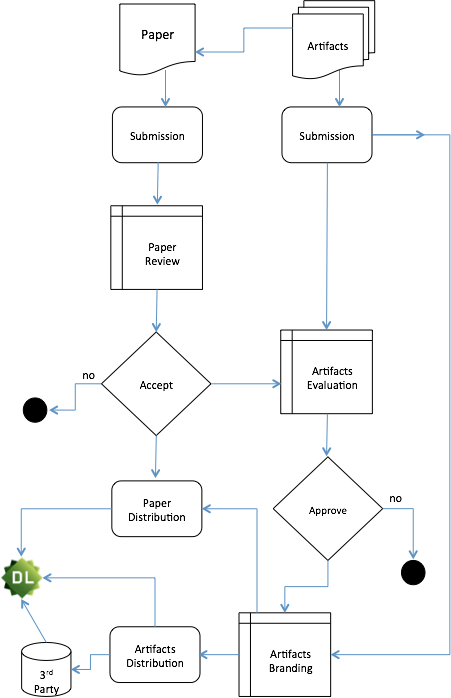 Paper
Artifacts
Submission
Submission
Paper
Review
Artifacts
Evaluation
no
Accept
Paper
Distribution
Approve
no
DL
Artifacts
Distribution
Artifacts
Branding
3rd
Party